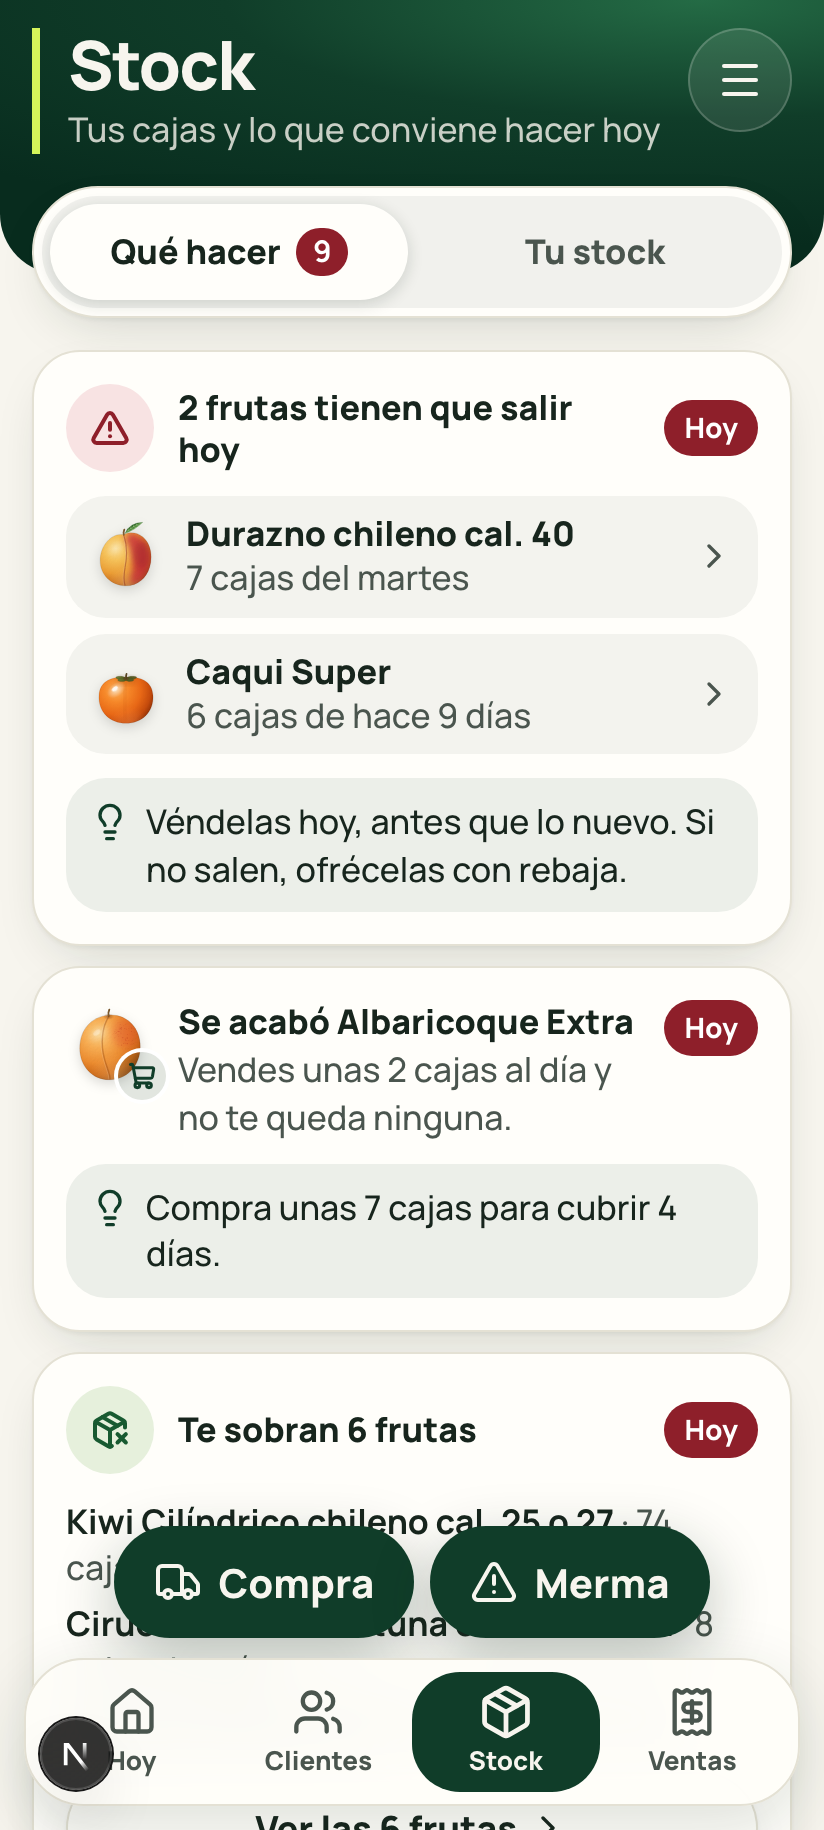 Stock
Tus cajas y lo que conviene hacer hoy
Qué hacer 9
Tu stock
2 frutas tienen que salir
hoy
Hoy
Durazno chileno cal. 40
7 cajas del martes
Caqui Super
6 cajas de hace 9 días
Véndelas hoy, antes que lo nuevo. Si
no salen, ofrécelas con rebaja.
Se acabó Albaricoque Extra
Hoy
Vendes unas 2 cajas al día y
no te queda ninguna.
Compra unas 7 cajas para cubrir 4
días.
Te sobran 6 frutas
Hoy
Kiwi Cilíndrico chileno cal. 25 o 27 · 74
Compra
Merma
8
Hoy
Clientes
Stock
Ventas
N
Ver las 6 frutas